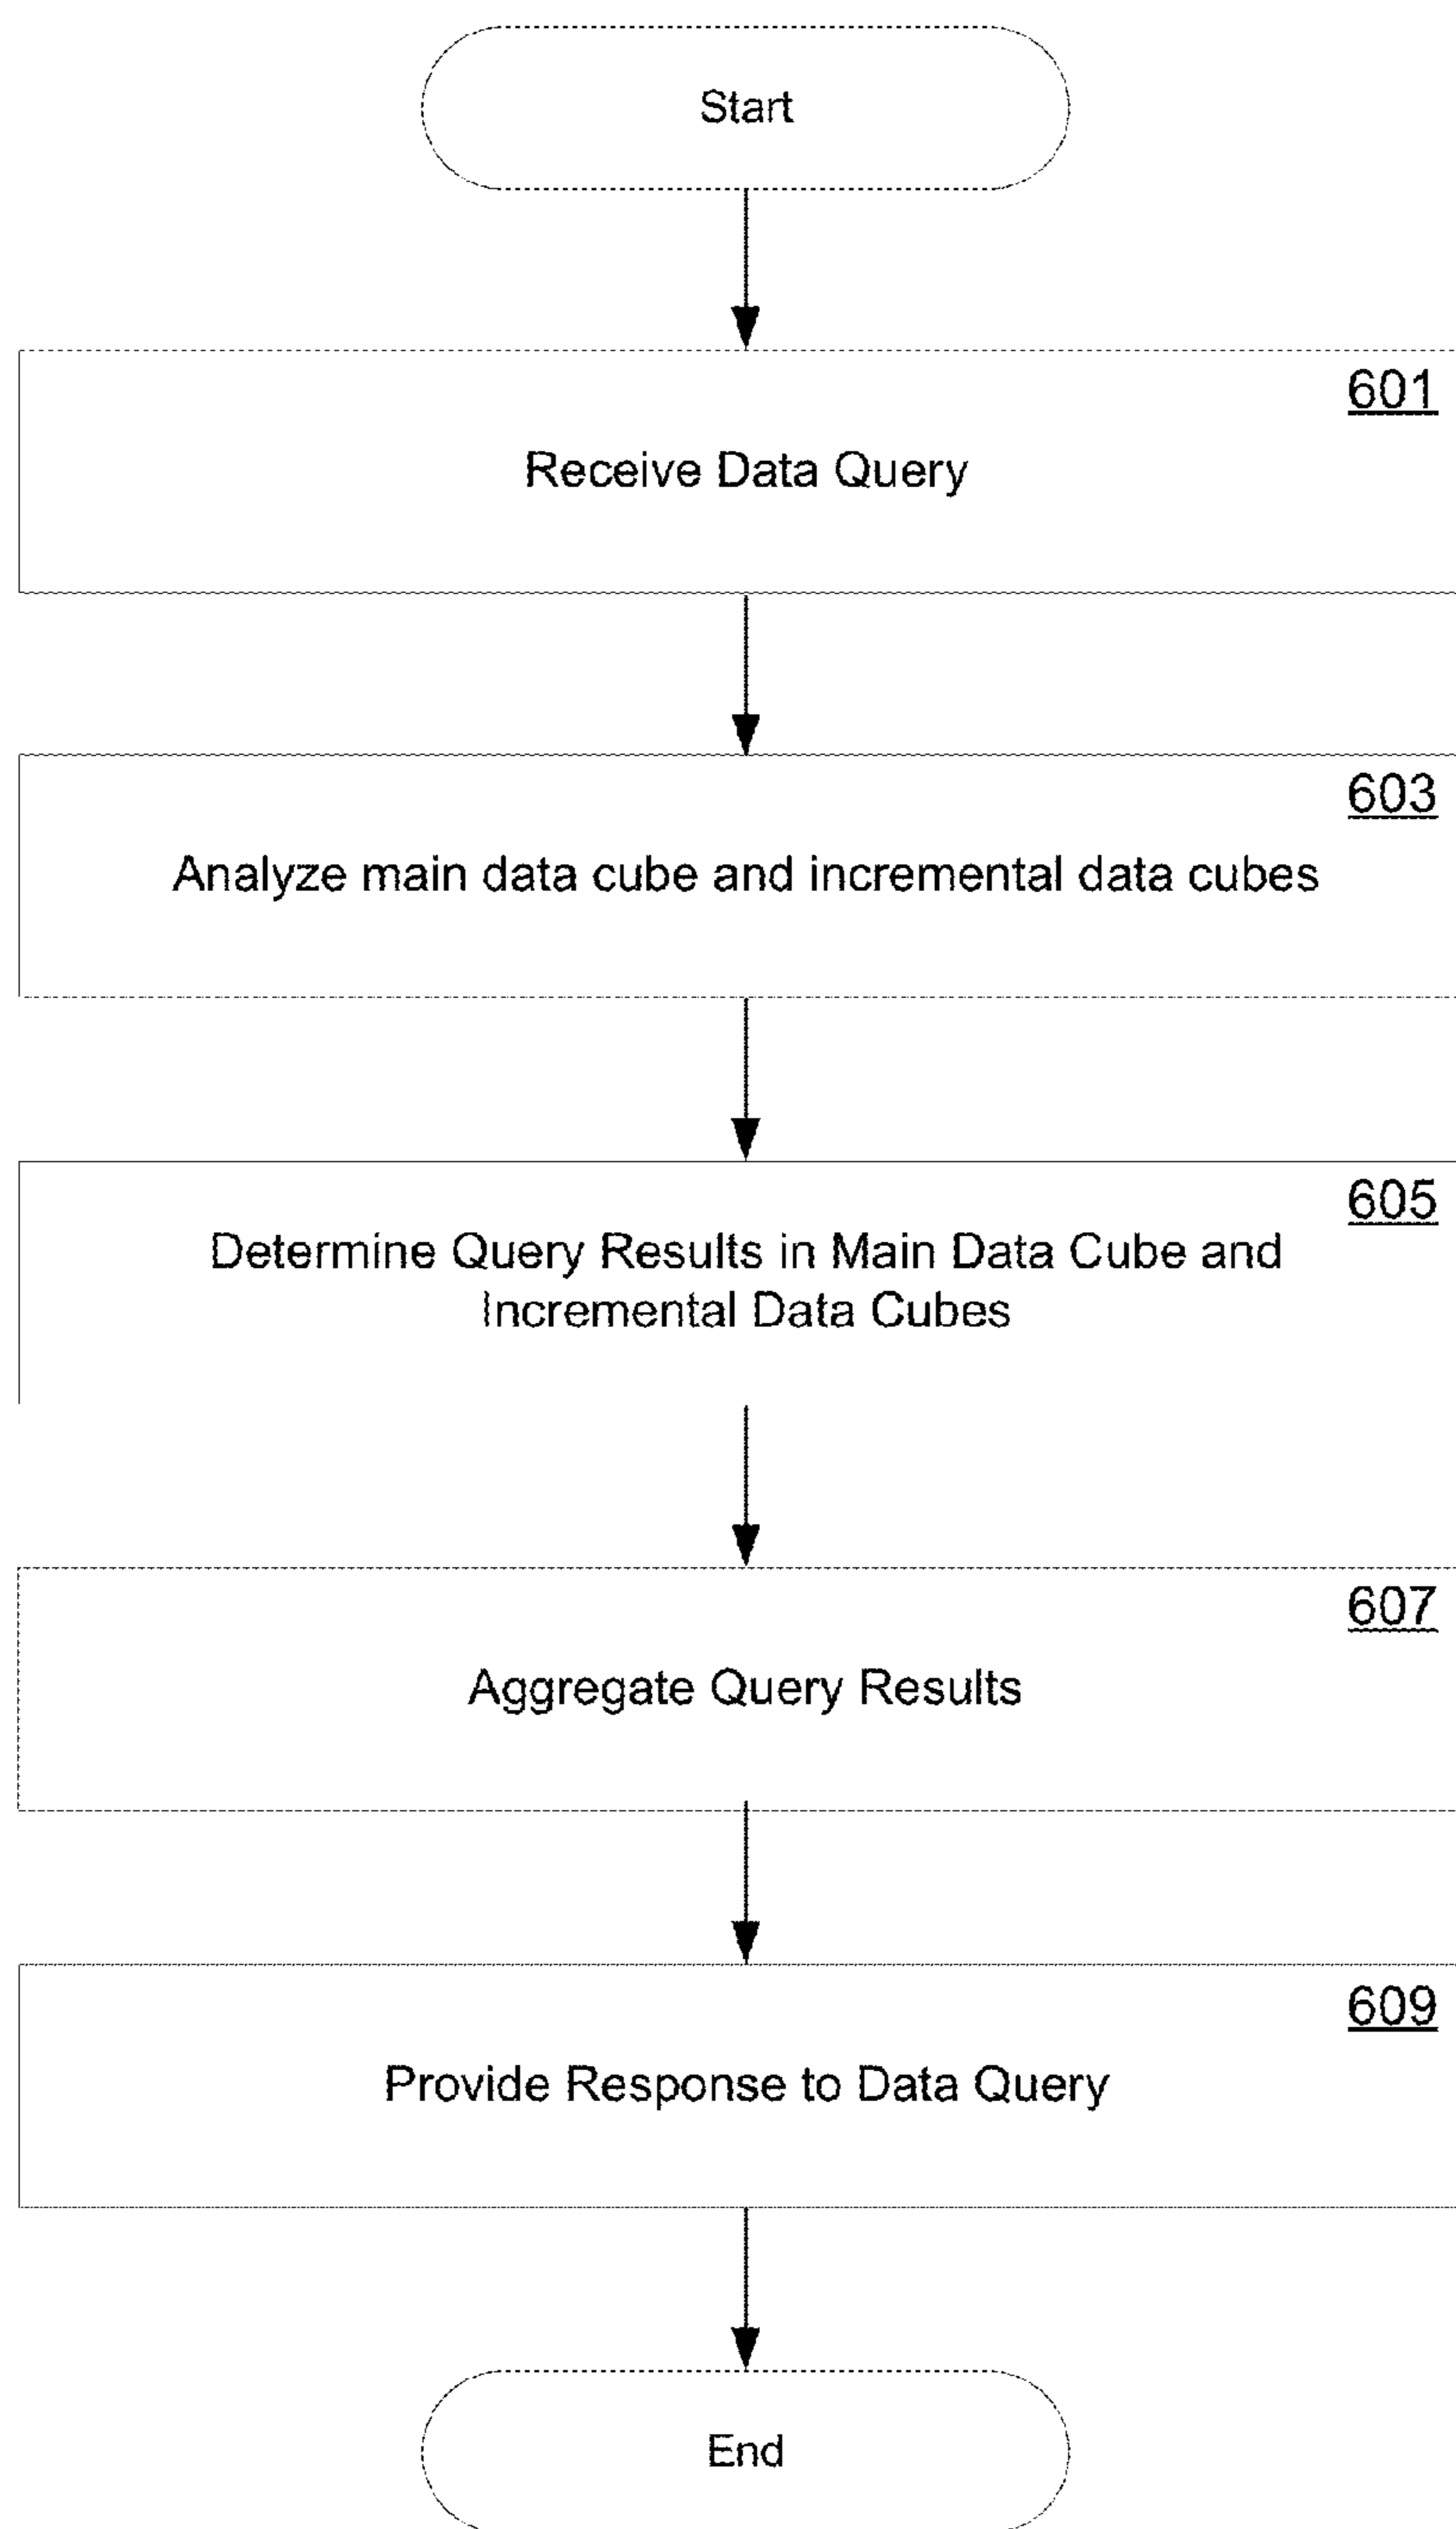 Start
601
Receive Data Query
603
Analyze main data cube and incremental data cubes
605
Determine Query Results in Main Data Cube and
Incremental Data Cubes
607
Aggregate Query Results
609
Provide Response to Data Query
End